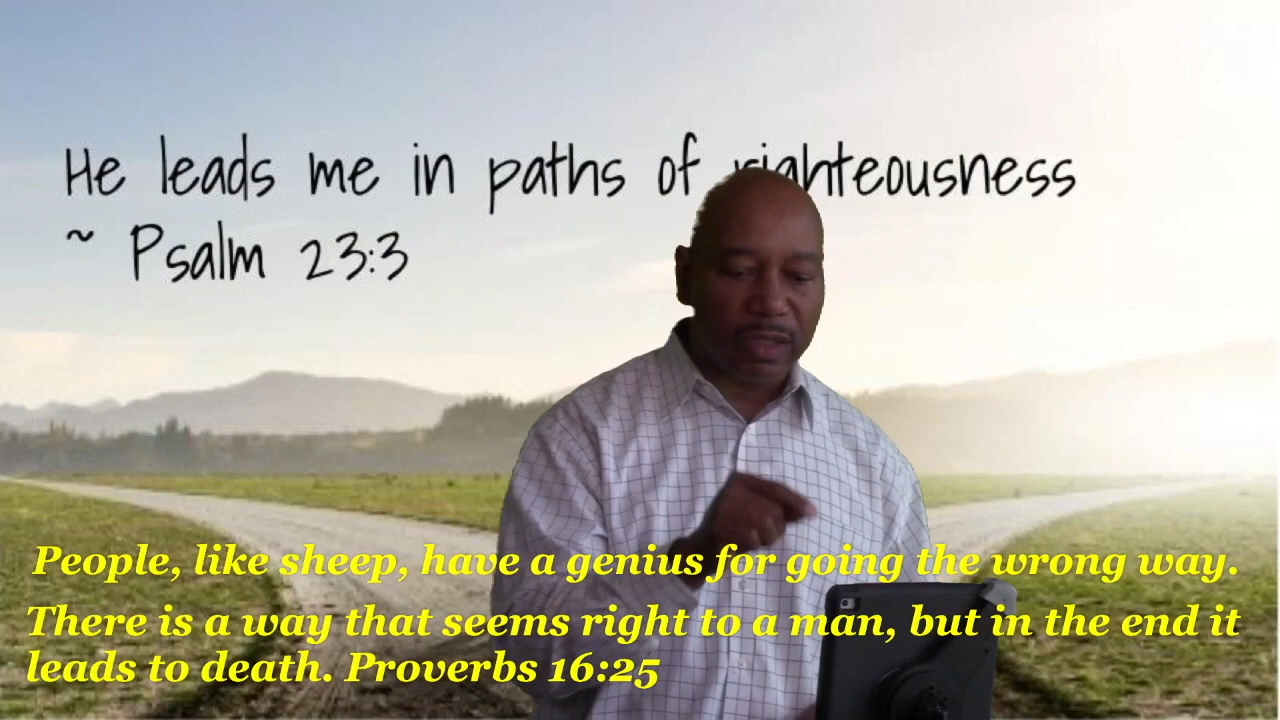 He leads me in paths of righteousness
~ Psalm 23:3
People, like sheep, have a genius for going the wrong way.
There is a way that seems right to a man, but in the end it
leads to death. Proverbs 16:25